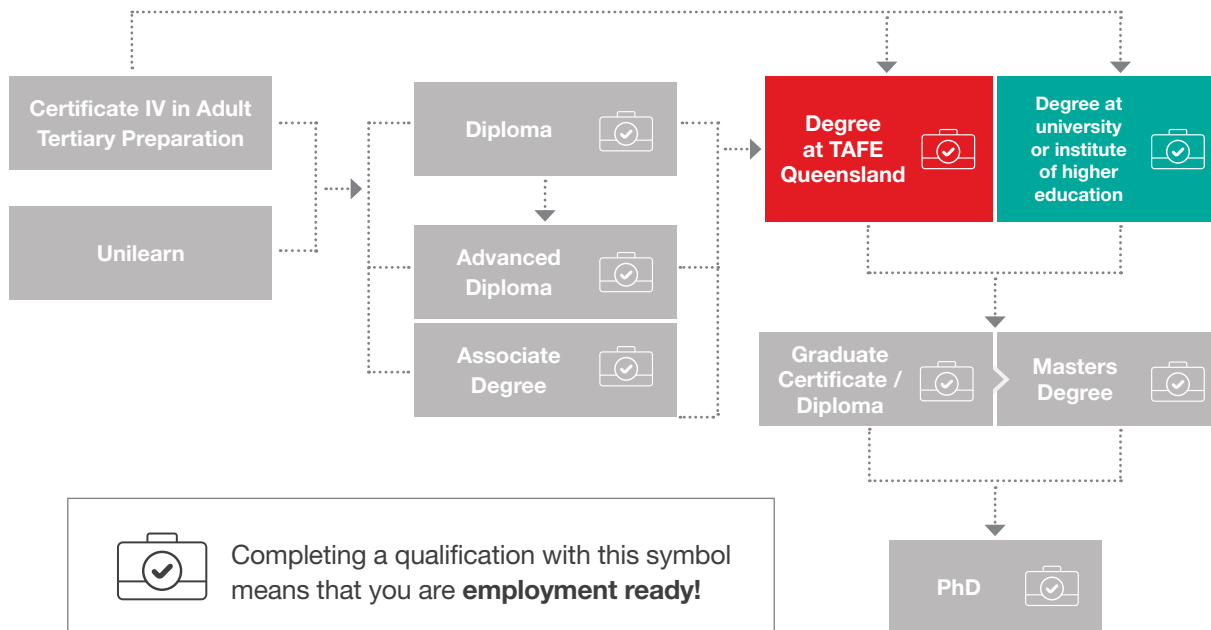 Certificate IV in Adult
Tertiary Preparation
Unilearn
Diploma
Advanced
Diploma
Associate
Degree
Degree
at TAFE
Queensland
Degree at
university
or institute
of higher
education
Graduate
Certificate /
Diploma
Masters
Degree
PhD
Completing a qualification with this symbol
means that you are employment ready!